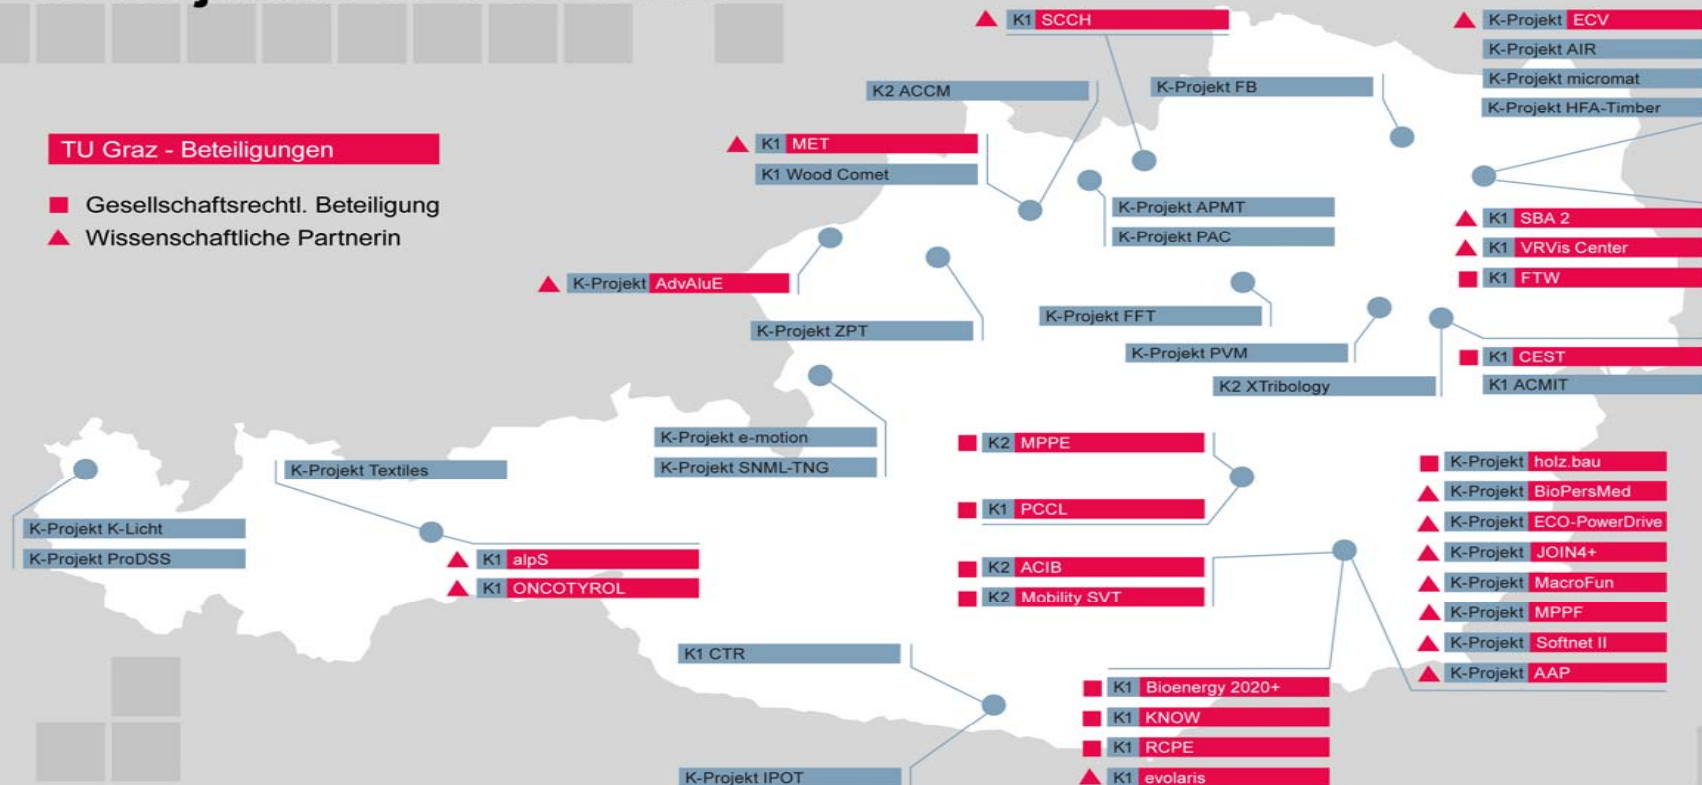 K1 SCCH
K-Projekt ECV
K-Projekt AIR
K-Projekt micromat
K-Projekt HFA-Timber
K2 ACCM
K-Projekt FB
TU Graz - Beteiligungen
Gesellschaftsrechtl. Beteiligung
Wissenschaftliche Partnerin
K1 MET
K1 Wood Comet
K-Projekt APMT
K-Projekt PAC
K1 SBA 2
K1 VRVis Center
K1 FTW
K-Projekt AdvAluE
K-Projekt ZPT
K-Projekt FFT
K-Projekt PVM
K2 XTribology
K1 CEST
K1 ACMIT
K-Projekt e-motion
K-Projekt SNML-TNG
K2 MPPE
K1 PCCL
K-Projekt Textiles
K-Projekt K-Licht
K-Projekt ProDSS
K1 alpS
K1 ONCOTYROL
K2 ACIB
K2 Mobility SVT
K-Projekt holz.bau
K-Projekt BioPersMed
K-Projekt ECO-PowerDrive
K-Projekt JOIN4+
K-Projekt MacroFun
K-Projekt MPPF
K-Projekt Softnet II
K-Projekt AAP
K1 CTR
K-Projekt IPOT
K1 Bioenergy 2020+
K1 KNOW
K1 RCPE
K1 evolaris